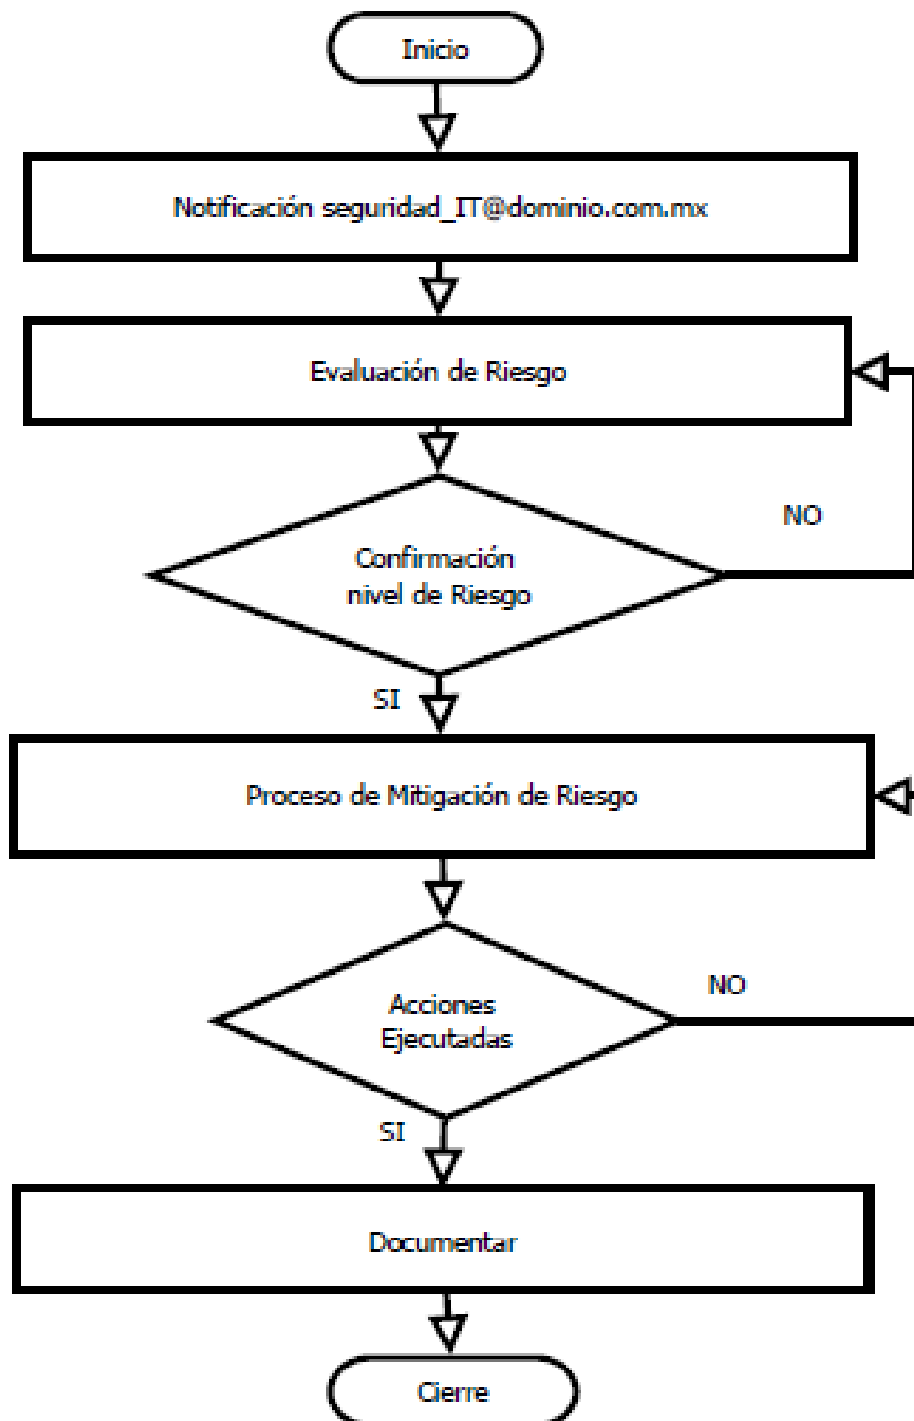 Inicio
Notificación seguridad_IT@dominio.com.mx
Evaluación de Riesgo
NO
Confirmación
nivel de Riesgo
SI
Proceso de Mitigación de Riesgo
NO
Acciones
Ejecutadas
SI
Documentar
Cierre